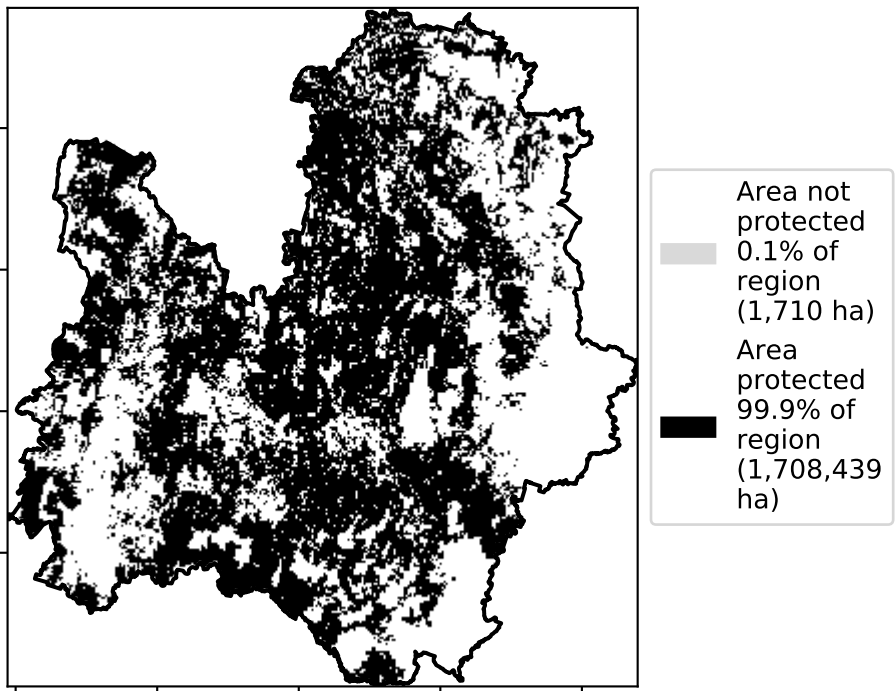 Area not
protected
0.1% of
region
(1,710 ha)
Area
protected
99.9% of
region
(1,708,439
ha)